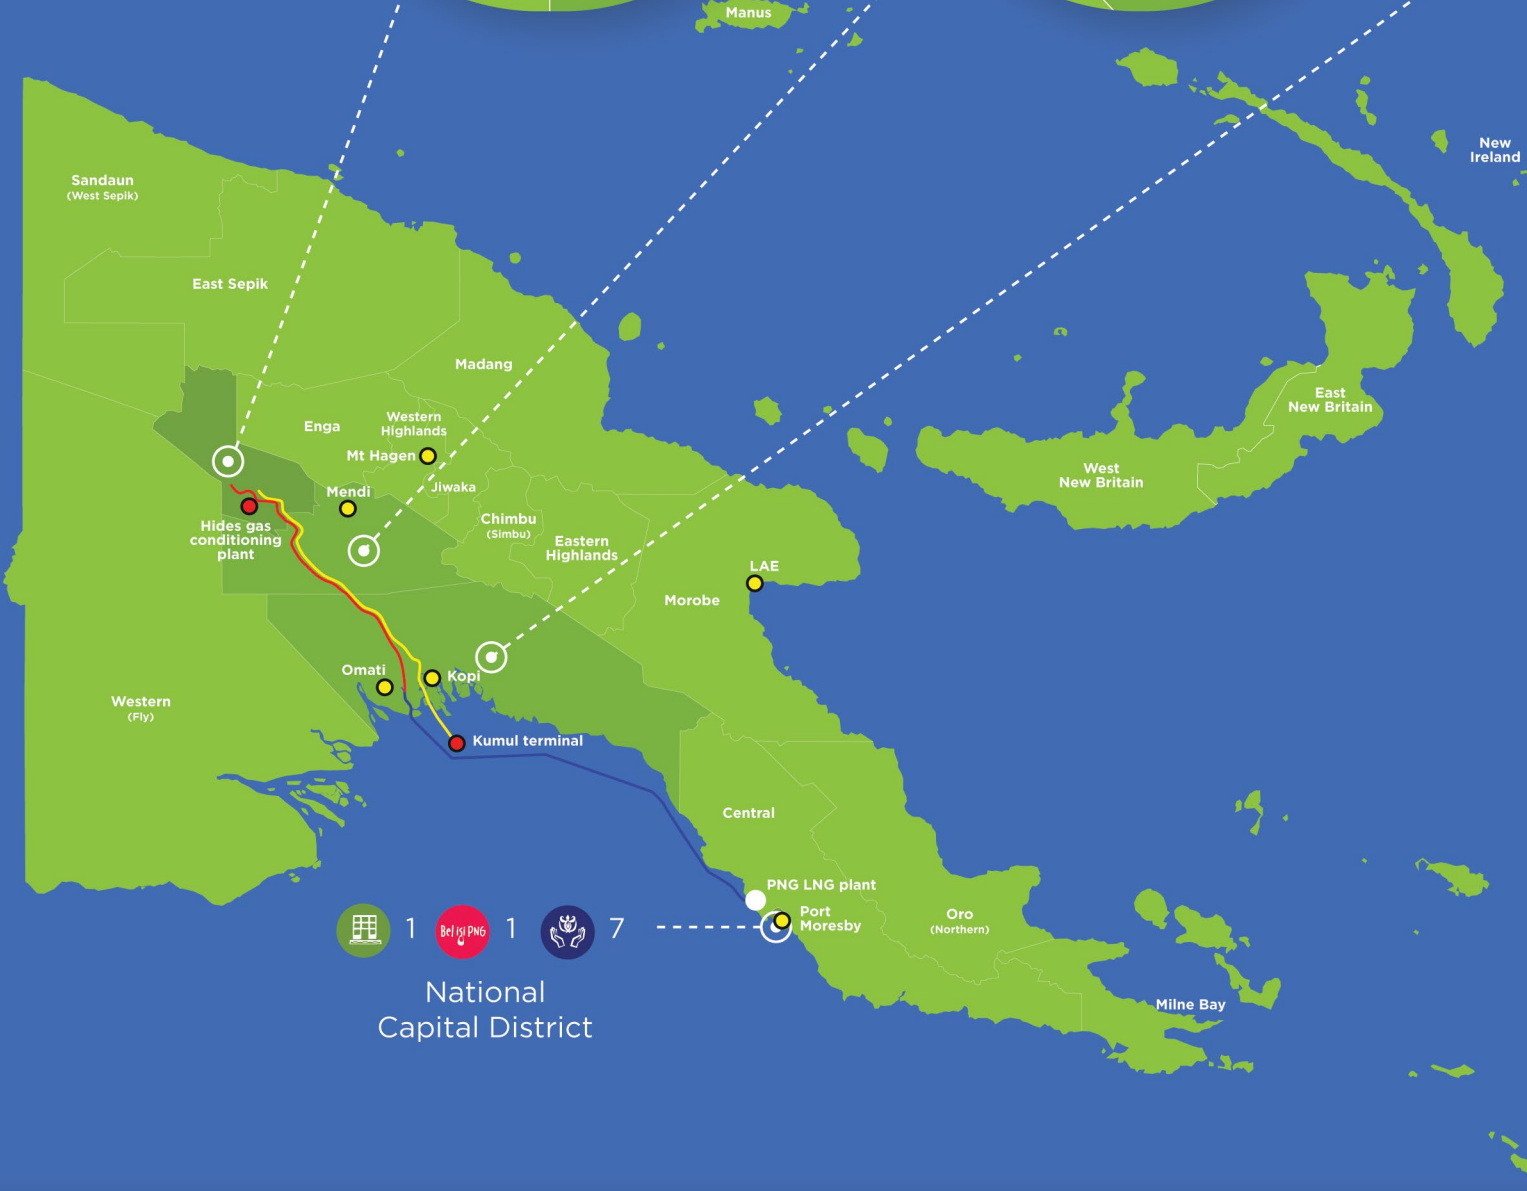 Manus
New
Ireland
Sandaun
(West Sepik)
East Sepik
Madang
East
New Britain
Western
Highlands
Enga
Mt Hagen
West
New Britain
Jiwaka
Mendi
Chimbu
(Simbu)
Hides gas
conditioning
plant
Eastern
Highlands
LAE
Morobe
Omati
Kopi
Western
(Fly)
Kumul terminal
Central
PNG LNG plant
Port
Moresby
Oro
(Northern)
1
Bel isi PNG
1
7
National
Capital District
Milne Bay